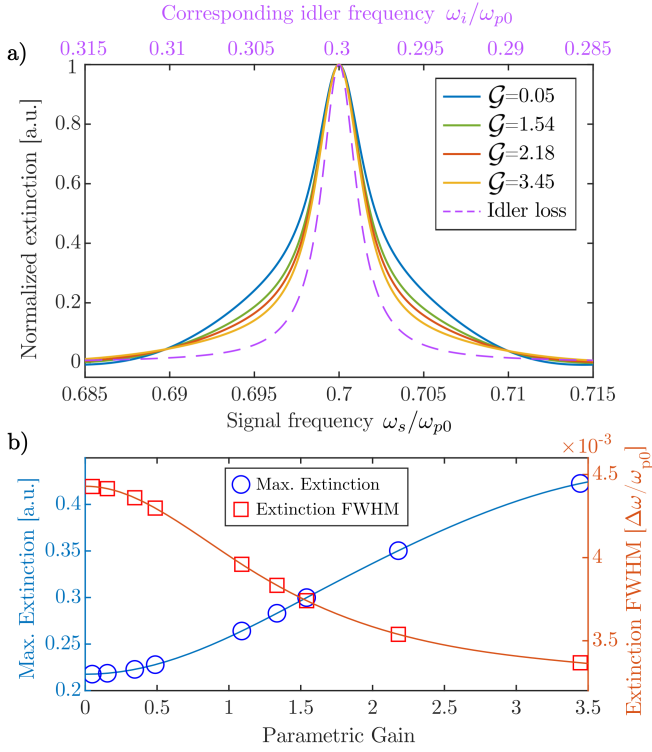 Corresponding idler frequency ω_i/ω_p0
0.315 0.31 0.305 0.3 0.295 0.29 0.285
a)
Normalized extinction [a.u.]
1
0.8
0.6
0.4
0.2
0
𝒢=0.05
𝒢=1.54
𝒢=2.18
𝒢=3.45
Idler loss
0.685 0.69 0.695 0.7 0.705 0.71 0.715
Signal frequency ω_s/ω_p0
b)
×10⁻³
Max. Extinction [a.u.]
0.4
0.35
0.3
0.25
0.2
Max. Extinction
Extinction FWHM
4.5
4
3.5
Extinction FWHM [Δω/ω_p0]
0 0.5 1 1.5 2 2.5 3 3.5
Parametric Gain